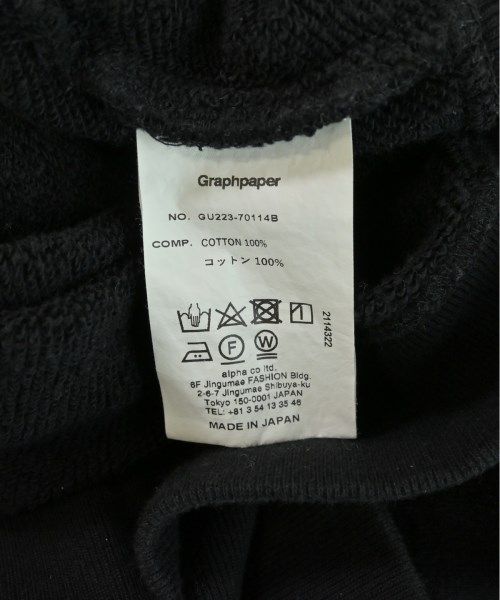 Graphpaper
NO. GU223-70114B
COMP. COTTON 100%
コットン 100%
2114322
F W
alpha co ltd.
6F Jingumae FASHION Bldg.
2-6-7 Jingumae Shibuya-ku
Tokyo 150-0001 JAPAN
TEL: +81 3 54 13 35 46
MADE IN JAPAN